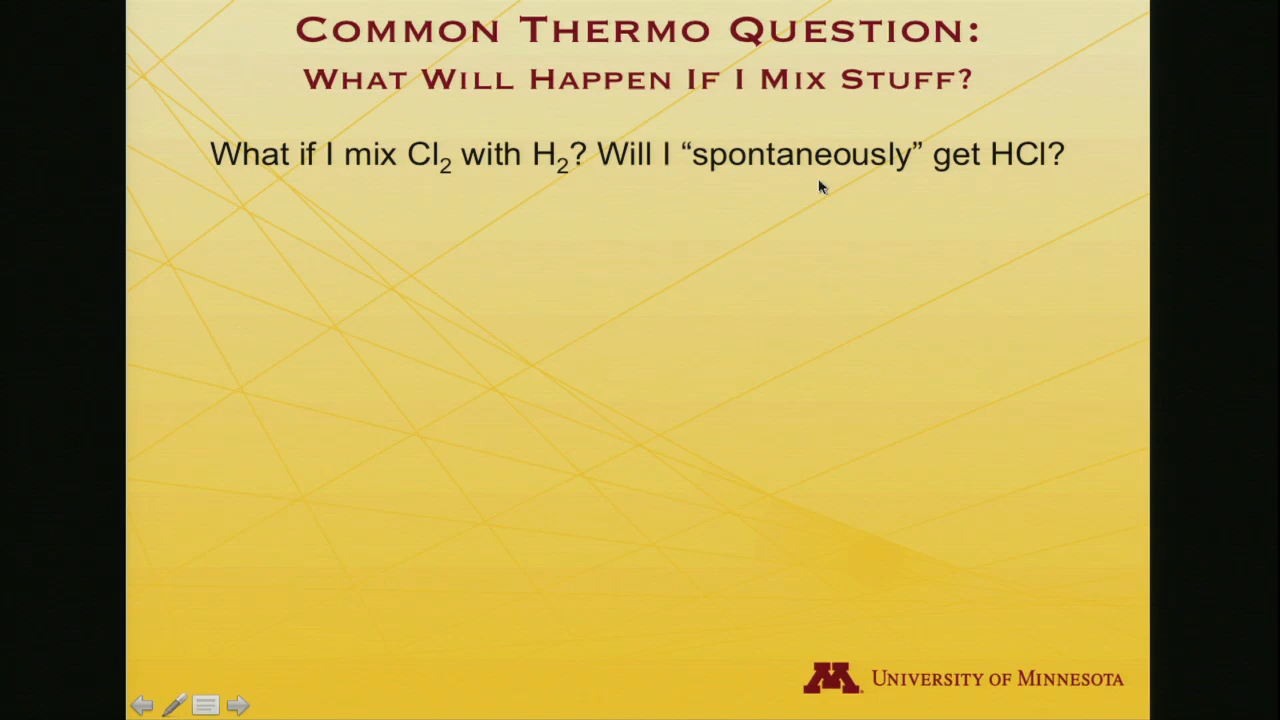 COMMON THERMO QUESTION:
WHAT WILL HAPPEN IF I MIX STUFF?
What if I mix Cl₂ with H₂? Will I “spontaneously” get HCl?
M
UNIVERSITY OF MINNESOTA